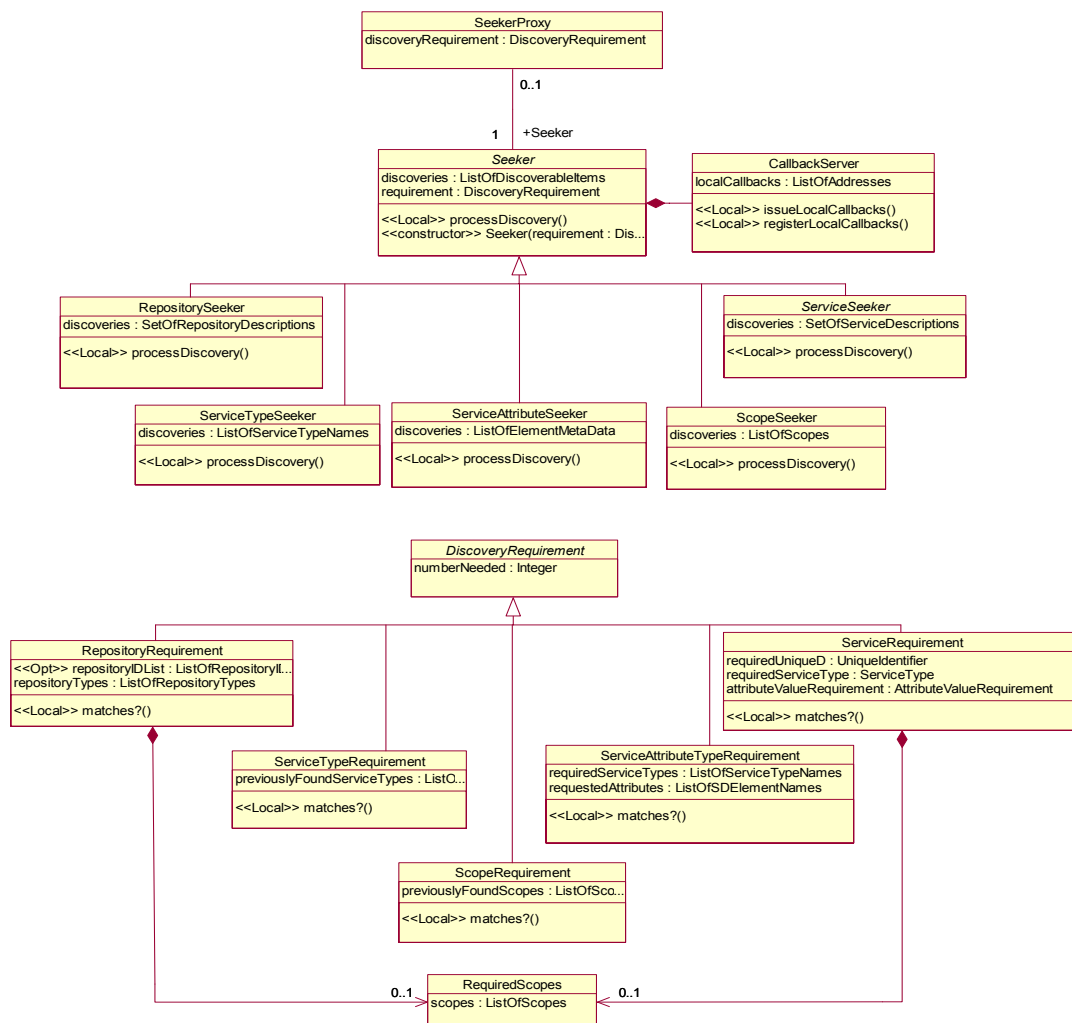 SeekerProxy
discoveryRequirement : DiscoveryRequirement
0..1
1 +Seeker
Seeker
discoveries : ListOfDiscoverableItems
requirement : DiscoveryRequirement
<<Local>> processDiscovery()
<<constructor>> Seeker(requirement : Dis...
CallbackServer
localCallbacks : ListOfAddresses
<<Local>> issueLocalCallbacks()
<<Local>> registerLocalCallbacks()
RepositorySeeker
discoveries : SetOfRepositoryDescriptions
<<Local>> processDiscovery()
ServiceSeeker
discoveries : SetOfServiceDescriptions
<<Local>> processDiscovery()
ServiceTypeSeeker
discoveries : ListOfServiceTypeNames
<<Local>> processDiscovery()
ServiceAttributeSeeker
discoveries : ListOfElementMetaData
<<Local>> processDiscovery()
ScopeSeeker
discoveries : ListOfScopes
<<Local>> processDiscovery()
DiscoveryRequirement
numberNeeded : Integer
RepositoryRequirement
<<Opt>> repositoryIDList : ListOfRepositoryI...
repositoryTypes : ListOfRepositoryTypes
<<Local>> matches?()
ServiceRequirement
requiredUniqueD : UniqueIdentifier
requiredServiceType : ServiceType
attributeValueRequirement : AttributeValueRequirement
<<Local>> matches?()
ServiceTypeRequirement
previouslyFoundServiceTypes : ListO...
<<Local>> matches?()
ServiceAttributeTypeRequirement
requiredServiceTypes : ListOfServiceTypeNames
requestedAttributes : ListOfSDElementNames
<<Local>> matches?()
ScopeRequirement
previouslyFoundScopes : ListOfSco...
<<Local>> matches?()
RequiredScopes
scopes : ListOfScopes
0..1
0..1